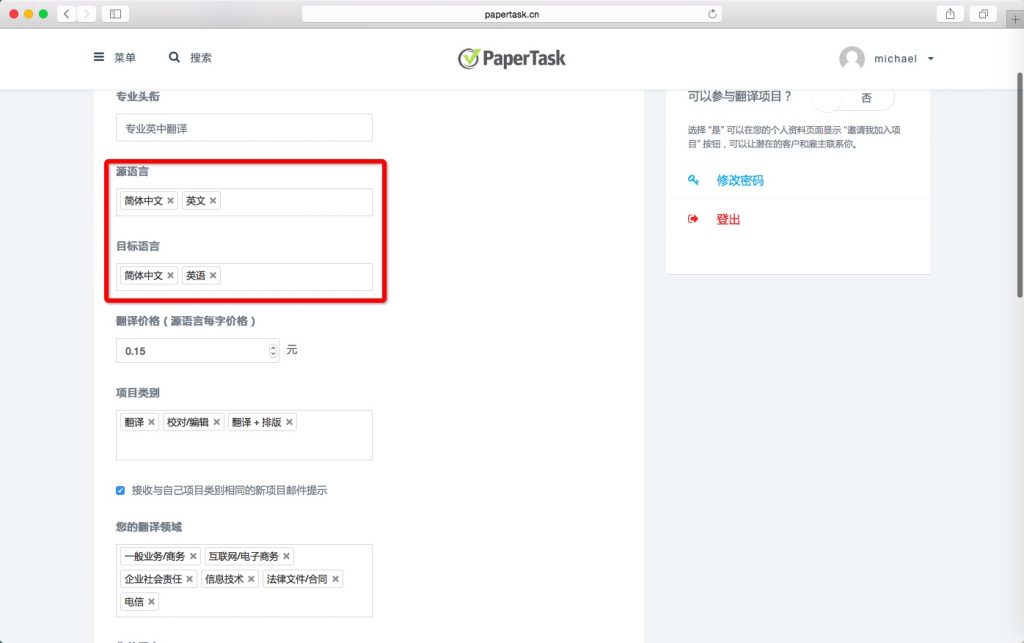 papertask.cn
菜单
搜索
PaperTask
michael
专业头衔
专业英中翻译
源语言
简体中文 ×
英文 ×
目标语言
简体中文 ×
英语 ×
翻译价格（源语言每字价格）
0.15
元
项目类别
翻译 ×
校对/编辑 ×
翻译 + 排版 ×
接收与自己项目类别相同的新项目邮件提示
您的翻译领域
一般业务/商务 ×
互联网/电子商务 ×
企业社会责任 ×
信息技术 ×
法律文件/合同 ×
电信 ×
可以参与翻译项目？
否
选择 “是” 可以在您的个人资料页面显示 “邀请我加入项
目” 按钮，可以让潜在的客户和雇主联系你。
修改密码
登出